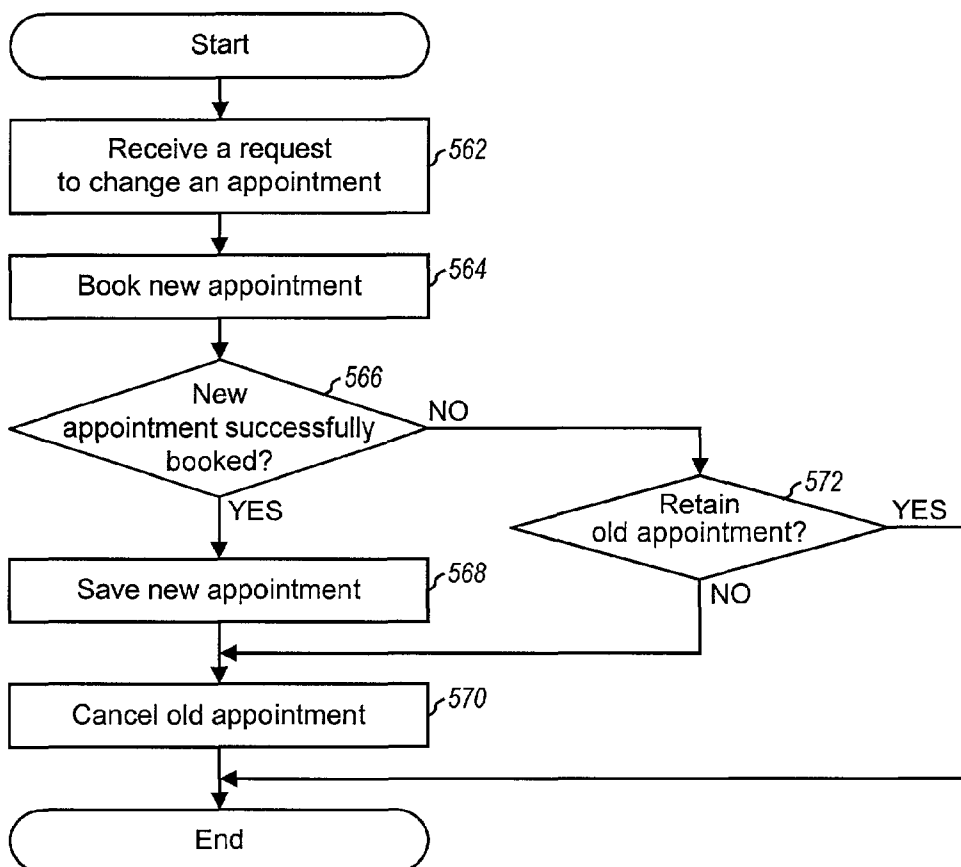 Start
Receive a request
to change an appointment
562
Book new appointment
564
New
appointment successfully
booked?
566
NO
YES
Retain
old appointment?
572
YES
NO
Save new appointment
568
Cancel old appointment
570
End